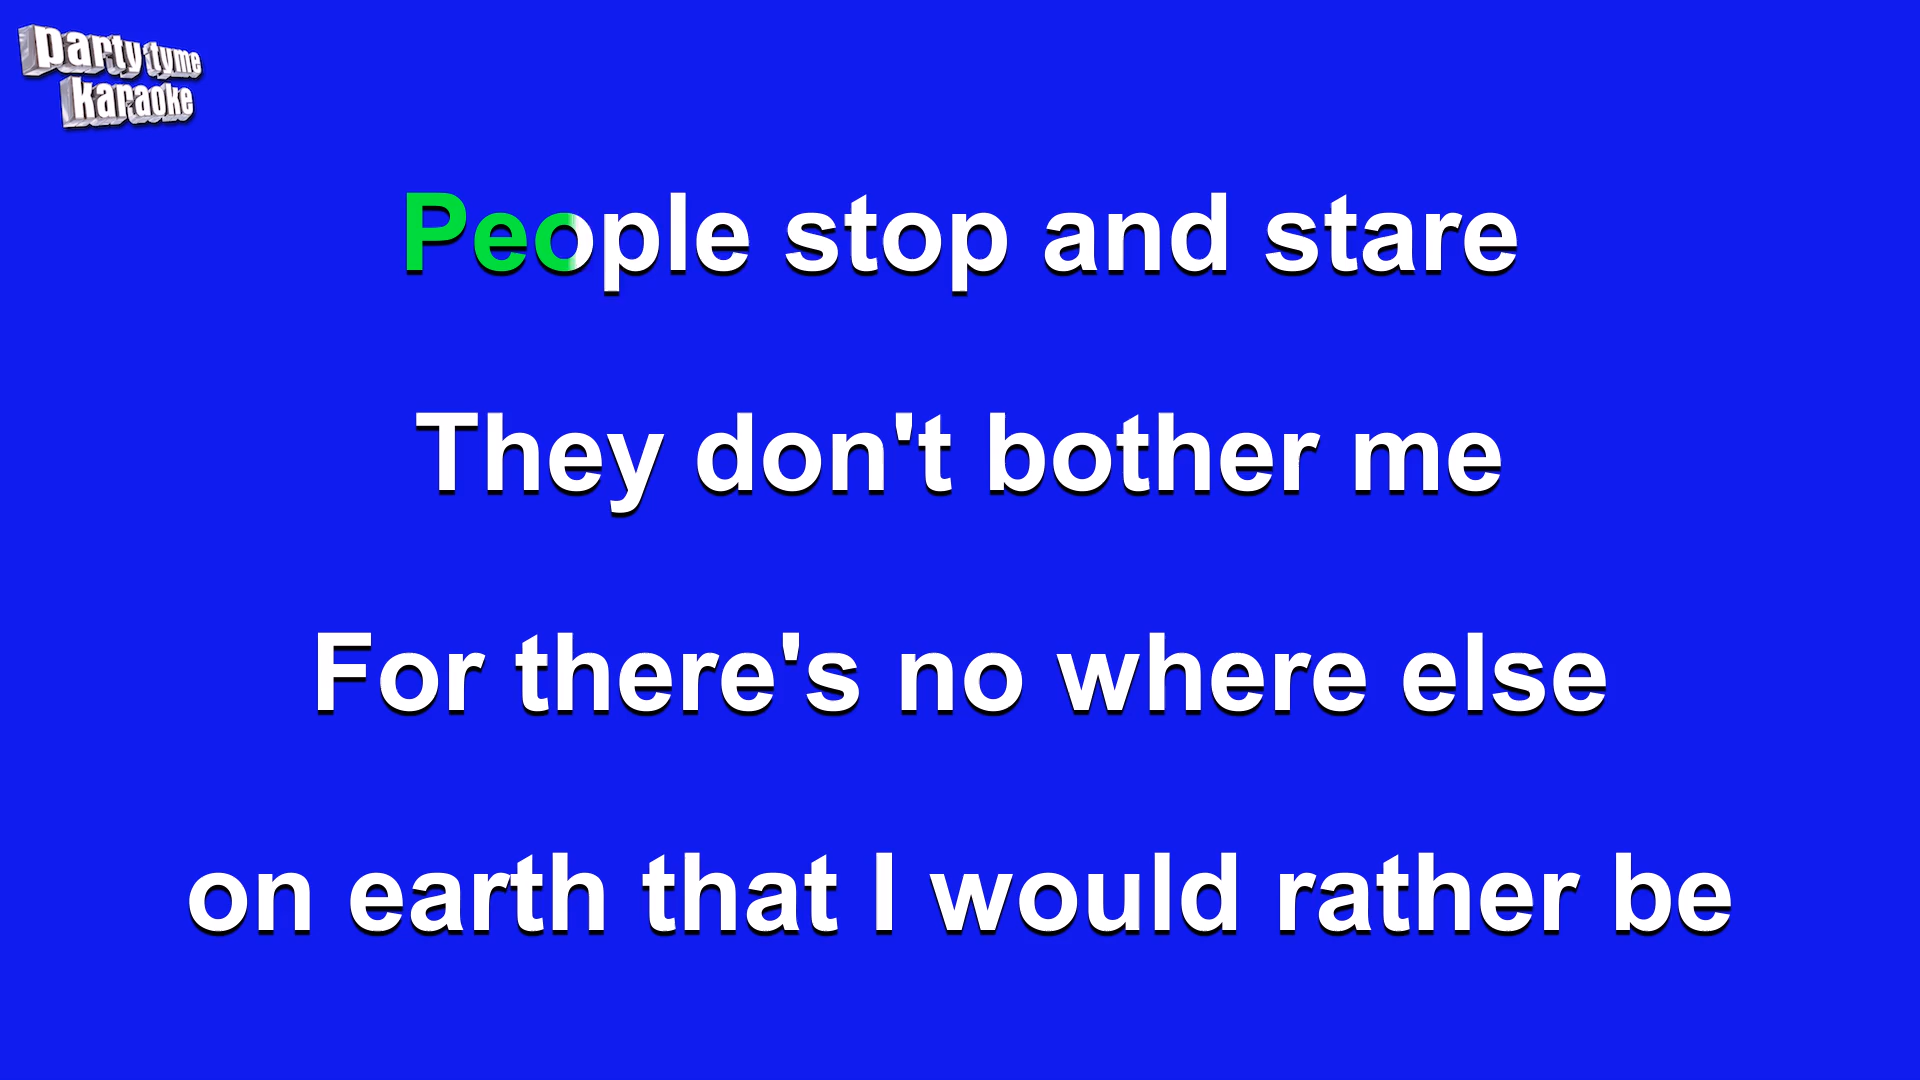 party tyme
karaoke
People stop and stare
They don't bother me
For there's no where else
on earth that I would rather be